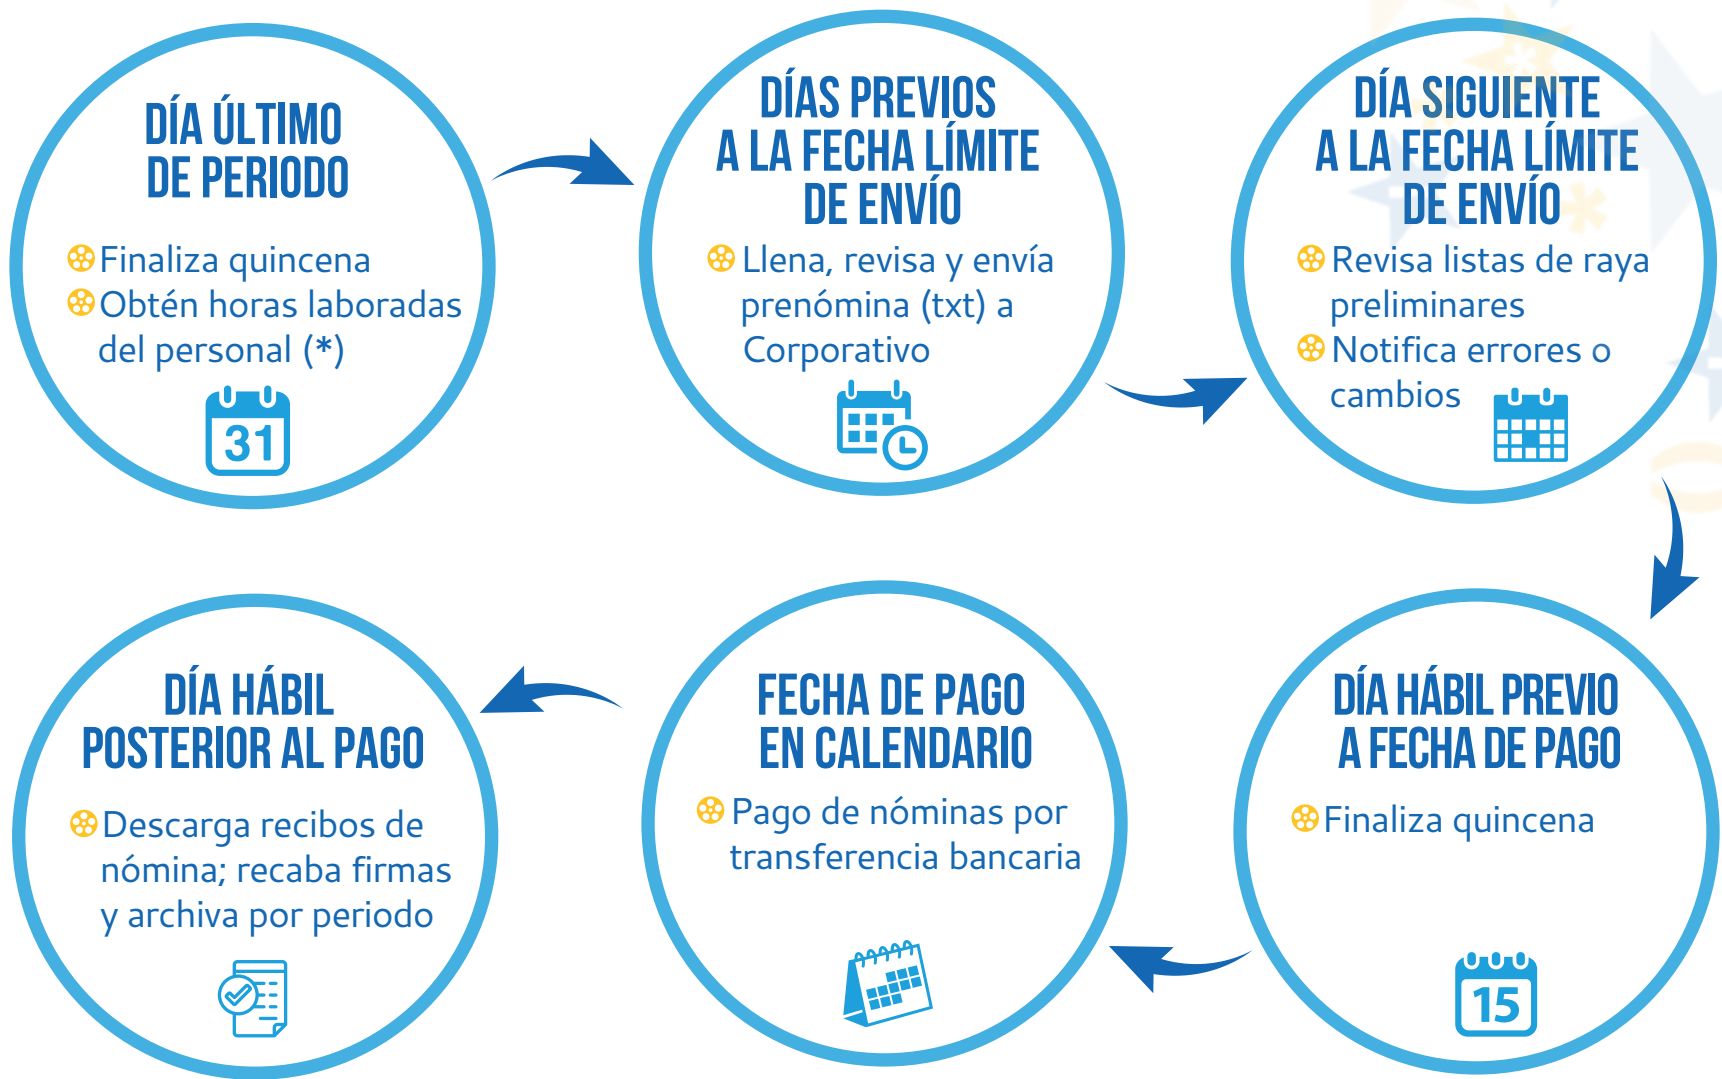 DÍA ÚLTIMO
DE PERIODO
Finaliza quincena
Obtén horas laboradas
del personal (*)
31
DÍAS PREVIOS
A LA FECHA LÍMITE
DE ENVÍO
Llena, revisa y envía
prenómina (txt) a
Corporativo
DÍA SIGUIENTE
A LA FECHA LÍMITE
DE ENVÍO
Revisa listas de raya
preliminares
Notifica errores o
cambios
DÍA HÁBIL PREVIO
A FECHA DE PAGO
Finaliza quincena
15
FECHA DE PAGO
EN CALENDARIO
Pago de nóminas por
transferencia bancaria
DÍA HÁBIL
POSTERIOR AL PAGO
Descarga recibos de
nómina; recaba firmas
y archiva por periodo